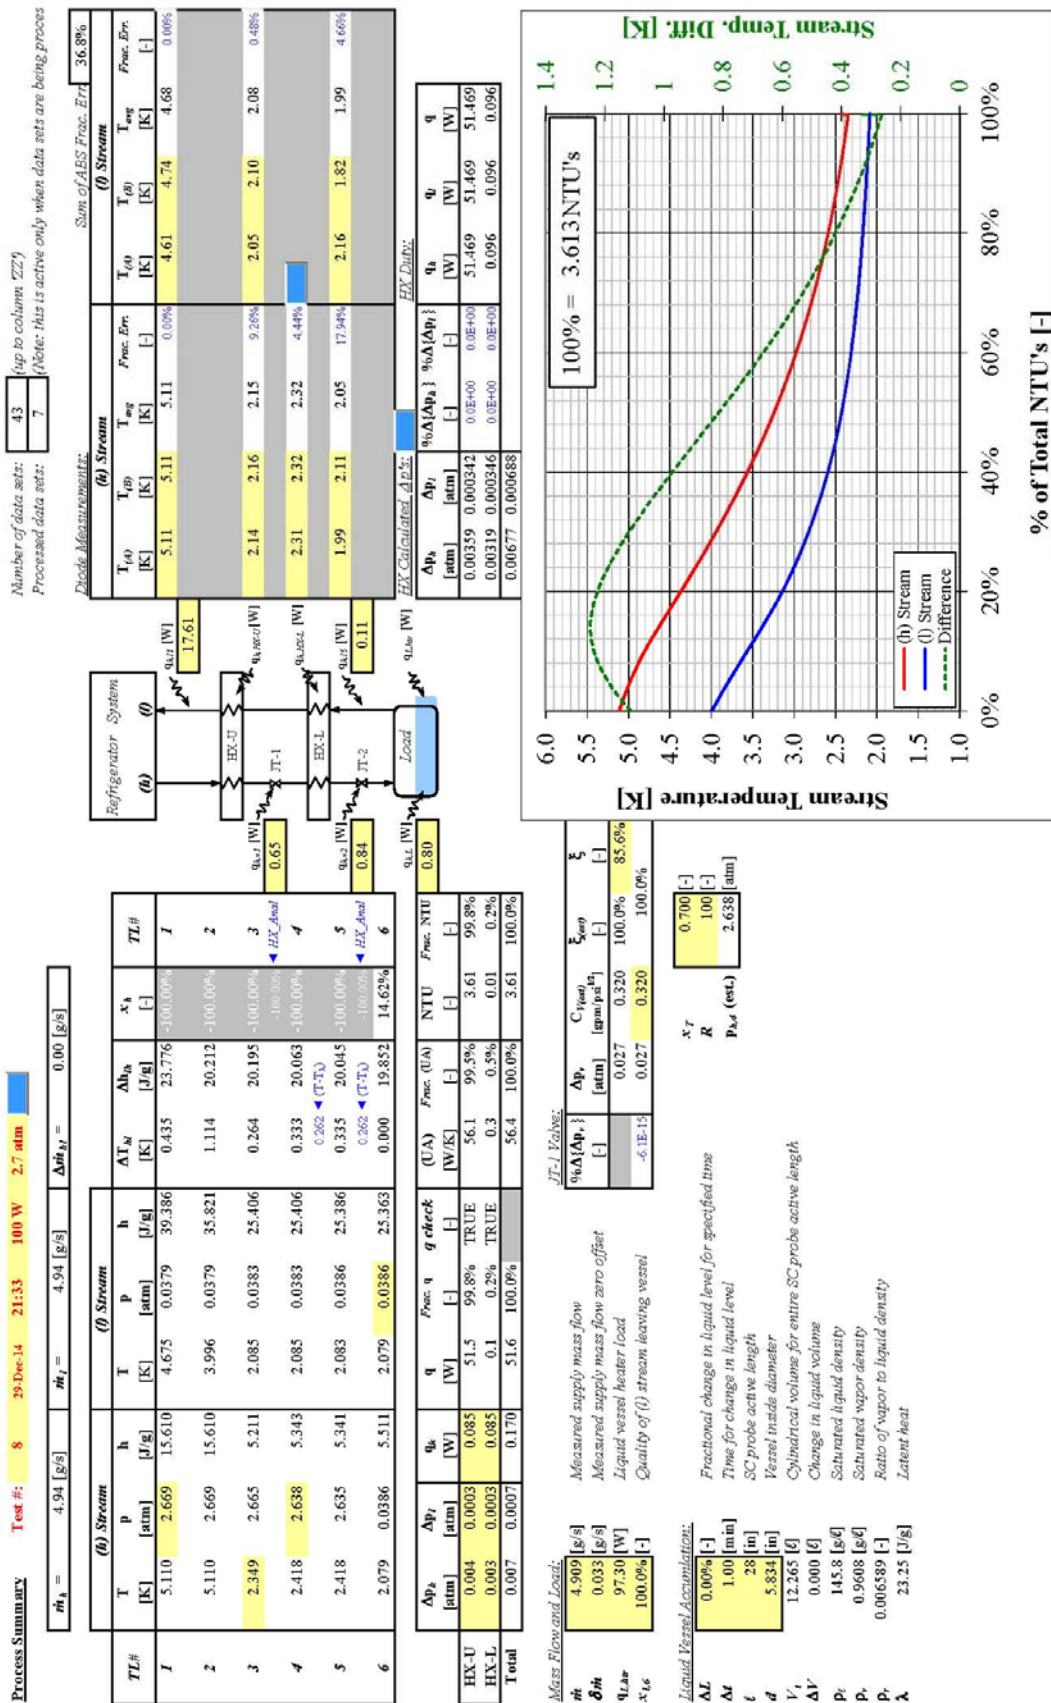 Process Summary Test #: 8 29-Dec-14 21:33 100 W 2.7 atm
ṁh = 4.94 [g/s] ṁl = 4.94 [g/s] Δṁhl = 0.00 [g/s]
(h) Stream (l) Stream
TL# T p h T p h ΔThl Δhlh xh TL#
[K] [atm] [J/g] [K] [atm] [J/g] [K] [J/g] [-]
1 5.110 2.669 15.610 4.675 0.0379 39.386 0.435 23.776 -100.00% 1
2 5.110 2.669 15.610 3.996 0.0379 35.821 1.114 20.212 -100.00% 2
3 2.349 2.665 5.211 2.085 0.0383 25.406 0.264 20.195 -100.00% 3
-100.00% ◄ HX_Anal
4 2.418 2.638 5.343 2.085 0.0383 25.406 0.333 20.063 -100.00% 4
0.262 ◄ (T-Tλ)
5 2.418 2.635 5.341 2.083 0.0386 25.386 0.335 20.045 -100.00% 5
0.262 ◄ (T-Tλ) -100.00% ◄ HX_Anal
6 2.079 0.0386 5.511 2.079 0.0386 25.363 0.000 19.852 14.62% 6
Δph Δpl qk q Frac. q q check (UA) Frac. (UA) NTU Frac. NTU
[atm] [atm] [W] [W] [-] [-] [W/K] [-] [-] [-]
HX-U 0.004 0.0003 0.085 51.5 99.8% TRUE 56.1 99.5% 3.61 99.8%
HX-L 0.003 0.0003 0.085 0.1 0.2% TRUE 0.3 0.5% 0.01 0.2%
Total 0.007 0.0007 0.170 51.6 100.0% 56.4 100.0% 3.61 100.0%
Mass Flow and Load:
ṁ 4.909 [g/s] Measured supply mass flow
δṁ 0.033 [g/s] Measured supply mass flow zero offset
qL,htr 97.30 [W] Liquid vessel heater load
xL6 100.0% [-] Quality of (l) stream leaving vessel
Liquid Vessel Accumlation:
ΔL 0.00% [-] Fractional change in liquid level for specified time
Δt 1.00 [min] Time for change in liquid level
ℓ 28 [in] SC probe active length
d 5.834 [in] Vessel inside diameter
12.265 [ℓ] Cylindrical volume for entire SC probe active length
ΔV 0.000 [ℓ] Change in liquid volume
ρℓ 145.8 [g/ℓ] Saturated liquid density
ρv 0.9608 [g/ℓ] Saturated vapor density
ρr 0.006589 [-] Ratio of vapor to liquid density
λ 23.25 [J/g] Latent heat
JT-1 Valve:
%Δ{Δpv} Δpv CV(est) ξx(est) ξ
[-] [atm] [gpm/psi1/2] [-] [-]
0.027 0.320 100.0% 85.6%
-6.1E-15 0.027 0.320 100.0%
xT 0.700 [-]
R 100 [-]
ph,4 (est.) 2.638 [atm]
Refrigerator System
(h) (l)
qk,l1 [W]
17.61
HX-U
qk,HX-U [W]
qk=1 [W]
0.65
JT-1
HX-L
qk,HX-L [W]
qk=2 [W]
0.84
JT-2
qk,l5 [W]
0.11
qk,L [W]
0.80
Load
qL,htr [W]
Number of data sets: 43 (up to column 'ZZ')
Processed data sets: 7 (Note: this is active only when data sets are being proces
Diode Measurements: Sum of ABS Frac. Err. 36.8%
(h) Stream (l) Stream
T(A) T(B) Tavg Frac. Err. T(A) T(B) Tavg Frac. Err.
[K] [K] [K] [-] [K] [K] [K] [-]
5.11 5.11 5.11 0.00% 4.61 4.74 4.68 0.00%
2.14 2.16 2.15 9.26% 2.05 2.10 2.08 0.48%
2.31 2.32 2.32 4.44%
1.99 2.11 2.05 17.94% 2.16 1.82 1.99 4.66%
HX Calculated Δp's: HX Duty:
Δph Δpl %Δ{Δph} %Δ{Δpl} qh ql q
[atm] [atm] [-] [-] [W] [W] [W]
0.00359 0.000342 0.0E+00 0.0E+00 51.469 51.469 51.469
0.00319 0.000346 0.0E+00 0.0E+00 0.096 0.096 0.096
0.00677 0.000688
Stream Temperature [K]
6.0
5.5
5.0
4.5
4.0
3.5
3.0
2.5
2.0
1.5
1.0
100% = 3.613NTU's
(h) Stream
(l) Stream
Difference
0% 20% 40% 60% 80% 100%
% of Total NTU's [-]
1.4
1.2
1
0.8
0.6
0.4
0.2
0
Stream Temp. Diff. [K]